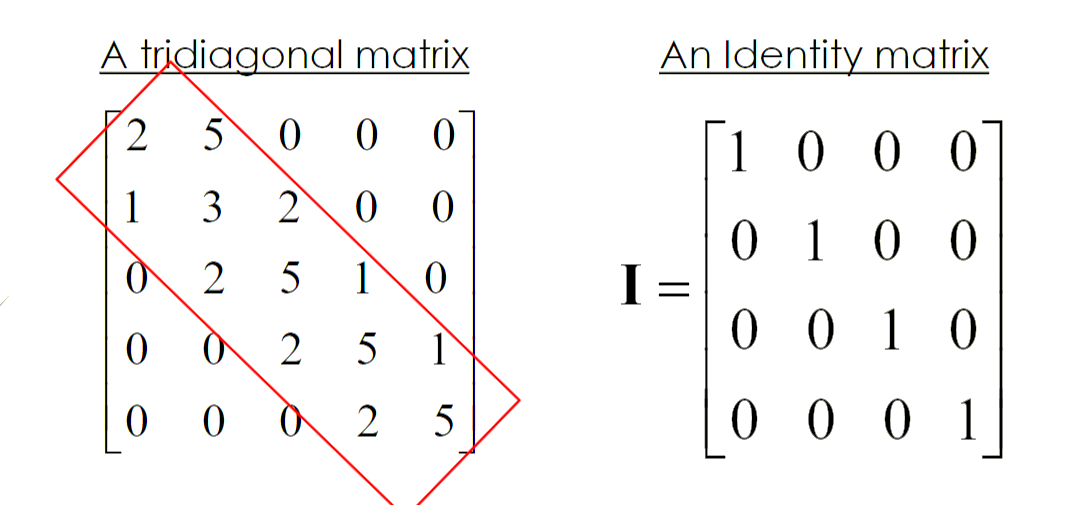 A tridiagonal matrix
2 5 0 0 0
1 3 2 0 0
0 2 5 1 0
0 0 2 5 1
0 0 0 2 5
An Identity matrix
I =
1 0 0 0
0 1 0 0
0 0 1 0
0 0 0 1